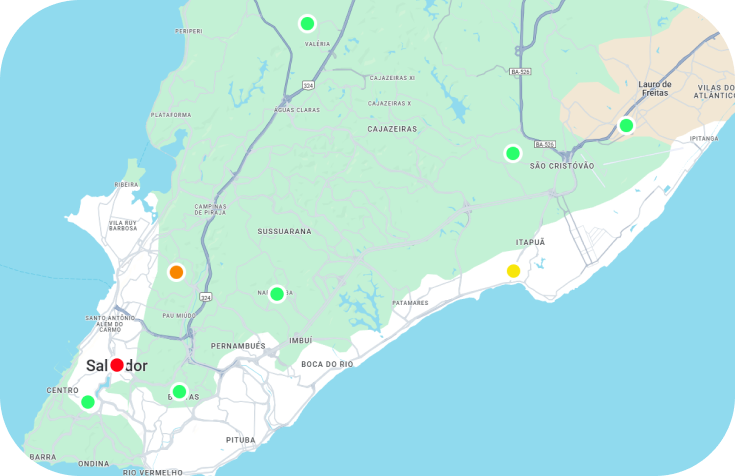 PERIPERI
VALÉRIA
CAJAZEIRAS XI
BA-526
324
Lauro de
Freitas
VILAS DO
ATLÂNTICO
CAJAZEIRAS X
ÁGUAS CLARAS
PLATAFORMA
CAJAZEIRAS
BA-526
IPITANGA
SÃO CRISTÓVÃO
RIBEIRA
CAMPINAS
DE PIRAJÁ
VILA RUY
BARBOSA
SUSSUARANA
ITAPUÃ
324
PATAMARES
SANTO ANTÔNIO
ALÉM DO
CARMO
PAU MIÚDO
PERNAMBUÉS
IMBUÍ
BOCA DO RIO
Sal dor
CENTRO
PITUBA
BARRA
ONDINA
RIO VERMELHO